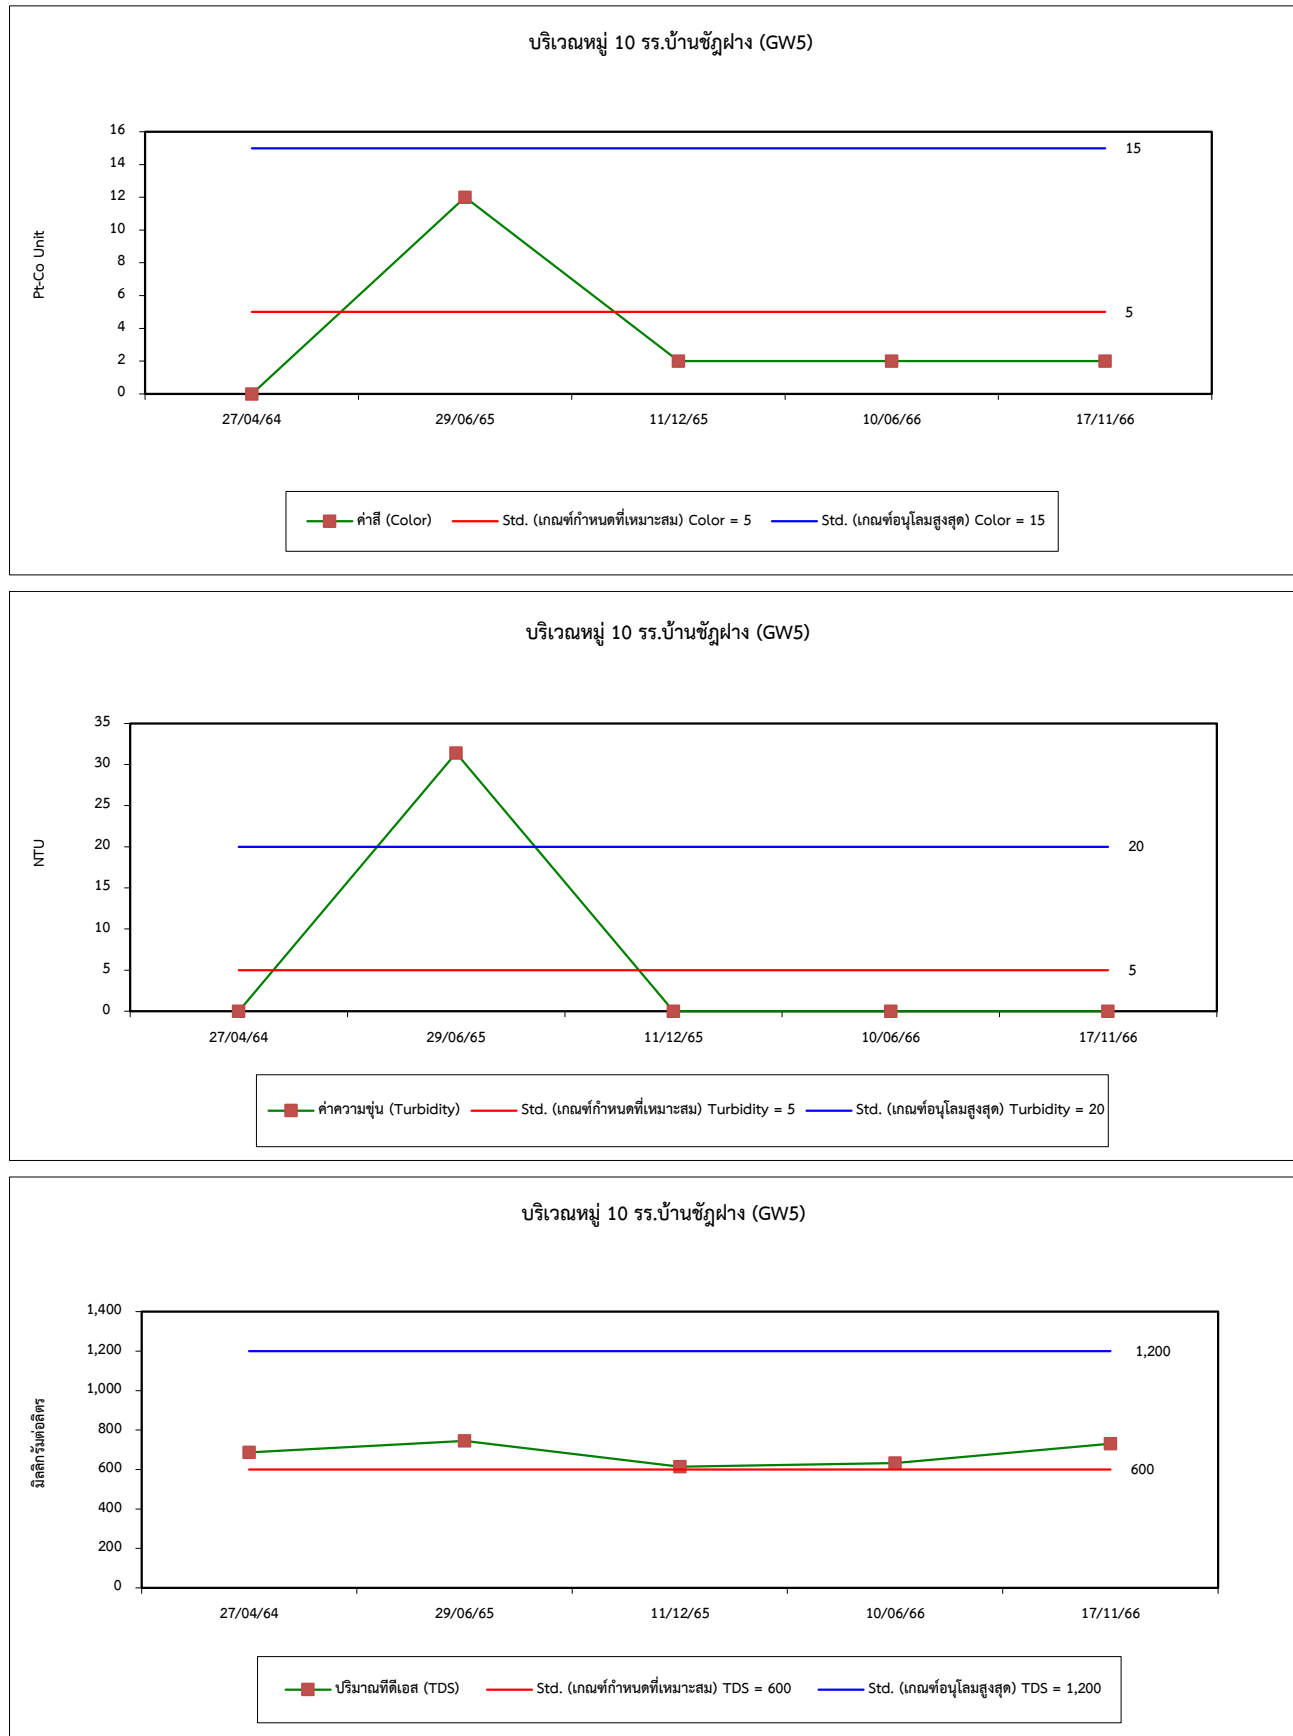 บริเวณหมู่ 10 รร.บ้านชัฎฝาง (GW5)
16
14
12
10
8
6
4
2
0
Pt-Co Unit
15
5
27/04/64 29/06/65 11/12/65 10/06/66 17/11/66
ค่าสี (Color) Std. (เกณฑ์กำหนดที่เหมาะสม) Color = 5 Std. (เกณฑ์อนุโลมสูงสุด) Color = 15
บริเวณหมู่ 10 รร.บ้านชัฎฝาง (GW5)
35
30
25
20
15
10
5
0
NTU
20
5
27/04/64 29/06/65 11/12/65 10/06/66 17/11/66
ค่าความขุ่น (Turbidity) Std. (เกณฑ์กำหนดที่เหมาะสม) Turbidity = 5 Std. (เกณฑ์อนุโลมสูงสุด) Turbidity = 20
บริเวณหมู่ 10 รร.บ้านชัฎฝาง (GW5)
1,400
1,200
1,000
800
600
400
200
0
มิลลิกรัมต่อลิตร
1,200
600
27/04/64 29/06/65 11/12/65 10/06/66 17/11/66
ปริมาณทีดีเอส (TDS) Std. (เกณฑ์กำหนดที่เหมาะสม) TDS = 600 Std. (เกณฑ์อนุโลมสูงสุด) TDS = 1,200